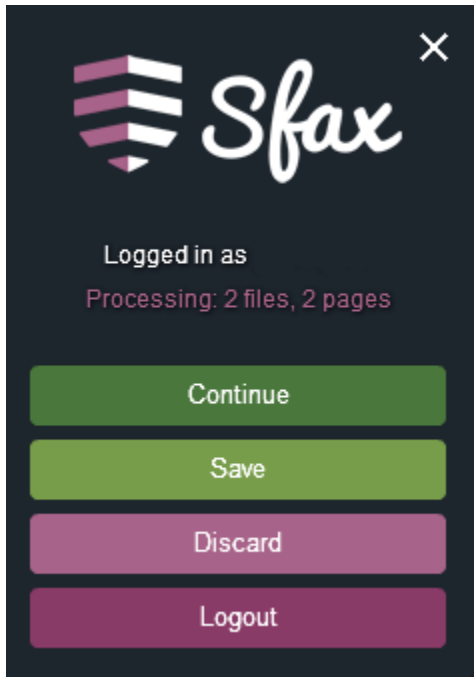 Sfax
Logged in as
Processing: 2 files, 2 pages
Continue
Save
Discard
Logout